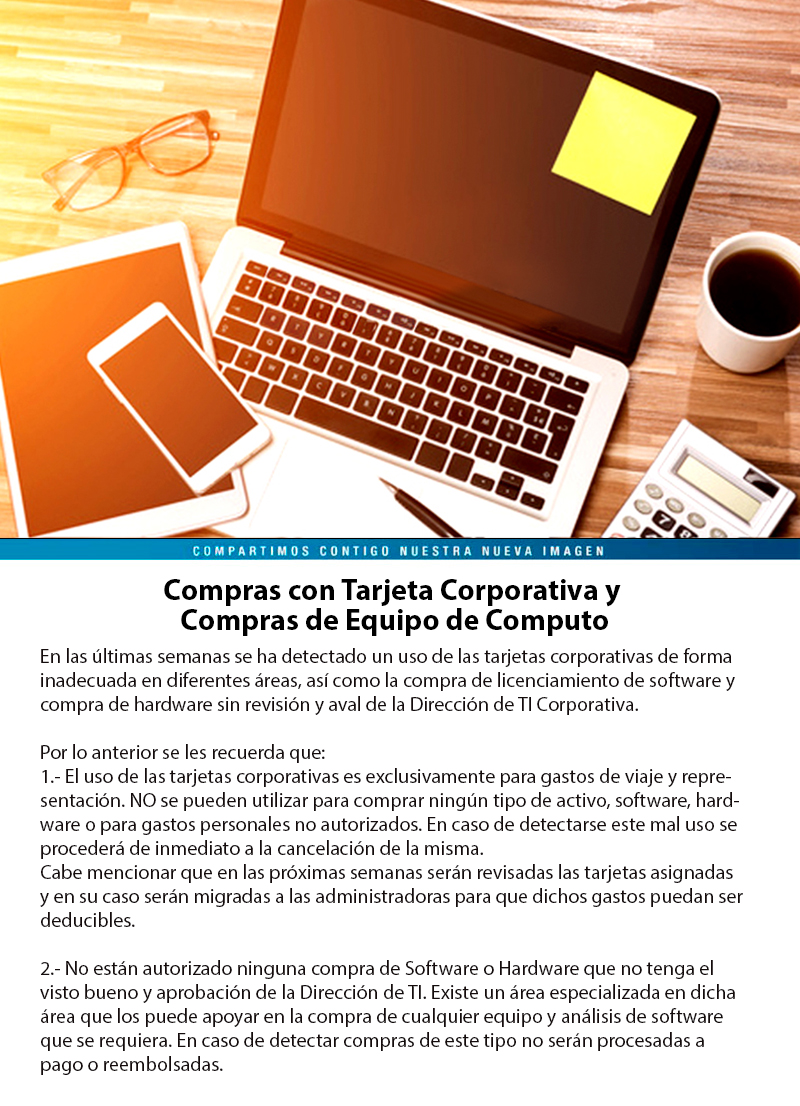 COMPARTIMOS CONTIGO NUESTRA NUEVA IMAGEN
Compras con Tarjeta Corporativa y
Compras de Equipo de Computo
En las últimas semanas se ha detectado un uso de las tarjetas corporativas de forma
inadecuada en diferentes áreas, así como la compra de licenciamiento de software y
compra de hardware sin revisión y aval de la Dirección de TI Corporativa.
Por lo anterior se les recuerda que:
1.- El uso de las tarjetas corporativas es exclusivamente para gastos de viaje y repre-
sentación. NO se pueden utilizar para comprar ningún tipo de activo, software, hard-
ware o para gastos personales no autorizados. En caso de detectarse este mal uso se
procederá de inmediato a la cancelación de la misma.
Cabe mencionar que en las próximas semanas serán revisadas las tarjetas asignadas
y en su caso serán migradas a las administradoras para que dichos gastos puedan ser
deducibles.
2.- No están autorizado ninguna compra de Software o Hardware que no tenga el
visto bueno y aprobación de la Dirección de TI. Existe un área especializada en dicha
área que los puede apoyar en la compra de cualquier equipo y análisis de software
que se requiera. En caso de detectar compras de este tipo no serán procesadas a
pago o reembolsadas.